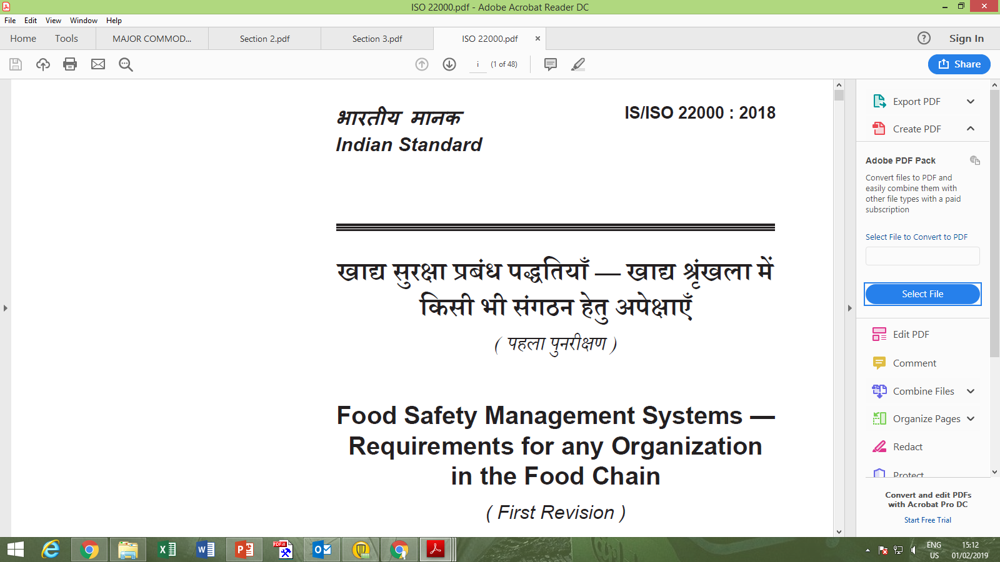 ISO 22000.pdf - Adobe Acrobat Reader DC
File Edit View Window Help
Home Tools MAJOR COMMOD... Section 2.pdf Section 3.pdf ISO 22000.pdf × ? Sign In
i (1 of 48) Share
भारतीय मानक
Indian Standard
IS/ISO 22000 : 2018
खाद्य सुरक्षा प्रबंध पद्धतियाँ — खाद्य श्रृंखला में
किसी भी संगठन हेतु अपेक्षाएँ
( पहला पुनरीक्षण )
Food Safety Management Systems —
Requirements for any Organization
in the Food Chain
( First Revision )
Export PDF
Create PDF
Adobe PDF Pack
Convert files to PDF and
easily combine them with
other file types with a paid
subscription
Select File to Convert to PDF
Select File
Edit PDF
Comment
Combine Files
Organize Pages
Redact
Protect
Convert and edit PDFs
with Acrobat Pro DC
Start Free Trial
PDFill
ENG
US
15:12
01/02/2019